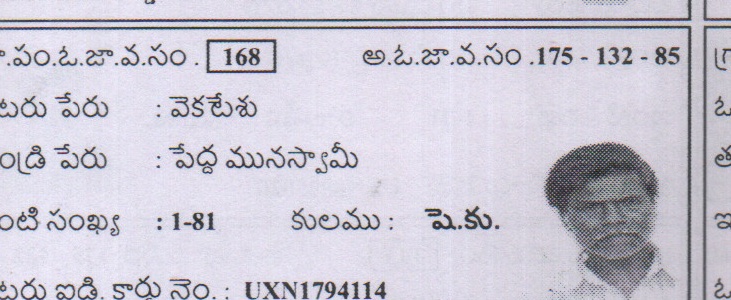 ా.పం.ఓ.జా.వ.సం . 168 అ.ఓ.జా.వ.సం .175 - 132 - 85
టరు పేరు : వెకటేశు
ండ్రి పేరు : పేద్ద మునస్వామీ
ంటి సంఖ్య : 1-81 కులము : షె.కు.
టరు ఐడి. కార్డు నెం. : UXN1794114